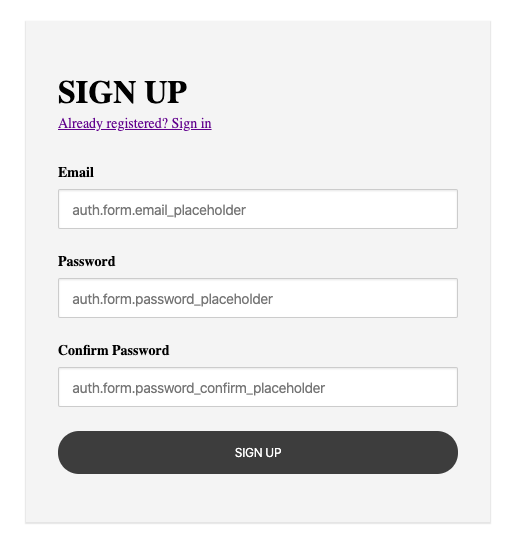 SIGN UP
Already registered? Sign in
Email
auth.form.email_placeholder
Password
auth.form.password_placeholder
Confirm Password
auth.form.password_confirm_placeholder
SIGN UP